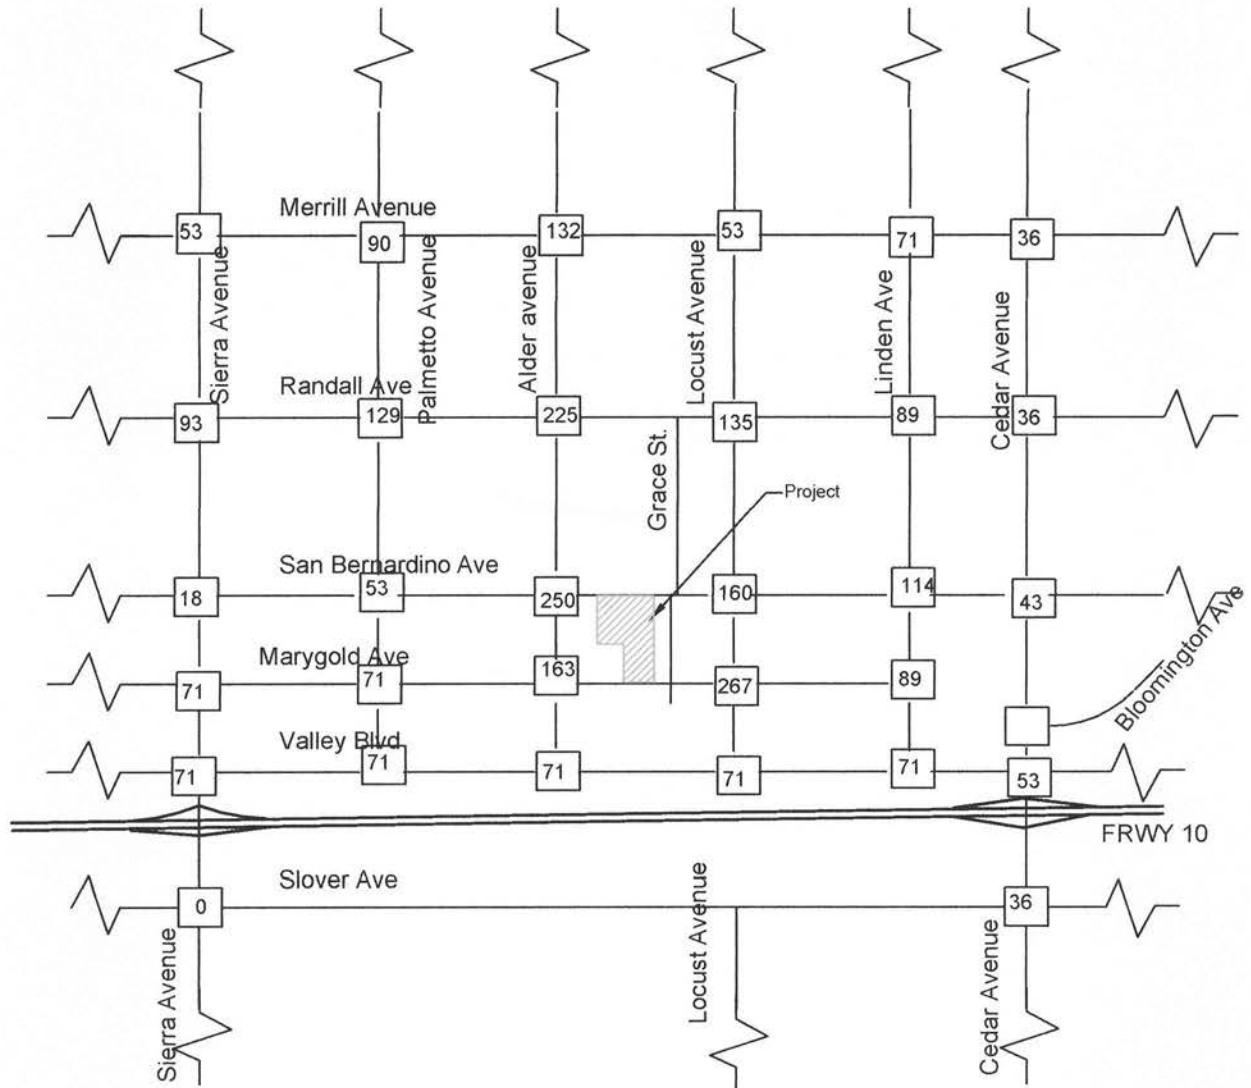 Merrill Avenue
53
90
132
53
71
36
Sierra Avenue
Palmetto Avenue
Alder avenue
Locust Avenue
Linden Ave
Cedar Avenue
Randall Ave
93
129
225
135
89
36
Grace St.
Project
San Bernardino Ave
18
53
250
160
114
43
Marygold Ave
71
71
163
267
89
Bloomington Ave
Valley Blvd
71
71
71
71
71
53
FRWY 10
Slover Ave
0
36
Sierra Avenue
Locust Avenue
Cedar Avenue